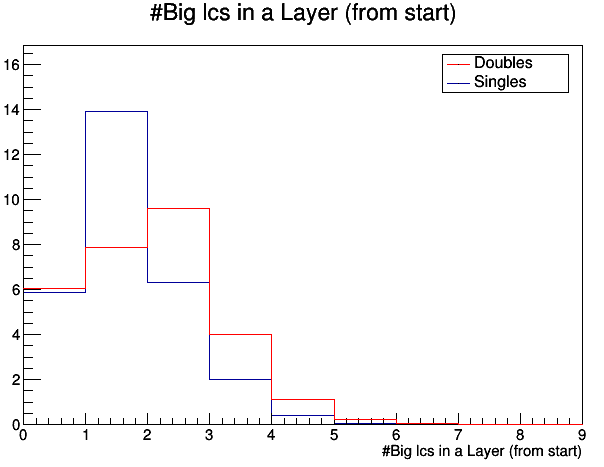 #Big lcs in a Layer (from start)
Doubles
Singles
16
14
12
10
8
6
4
2
0
0 1 2 3 4 5 6 7 8 9
#Big lcs in a Layer (from start)